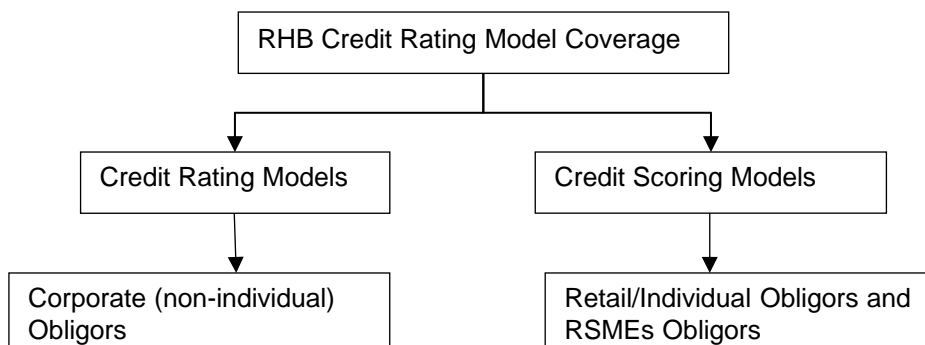 RHB Credit Rating Model Coverage
Credit Rating Models
Credit Scoring Models
Corporate (non-individual)
Obligors
Retail/Individual Obligors and
RSMEs Obligors